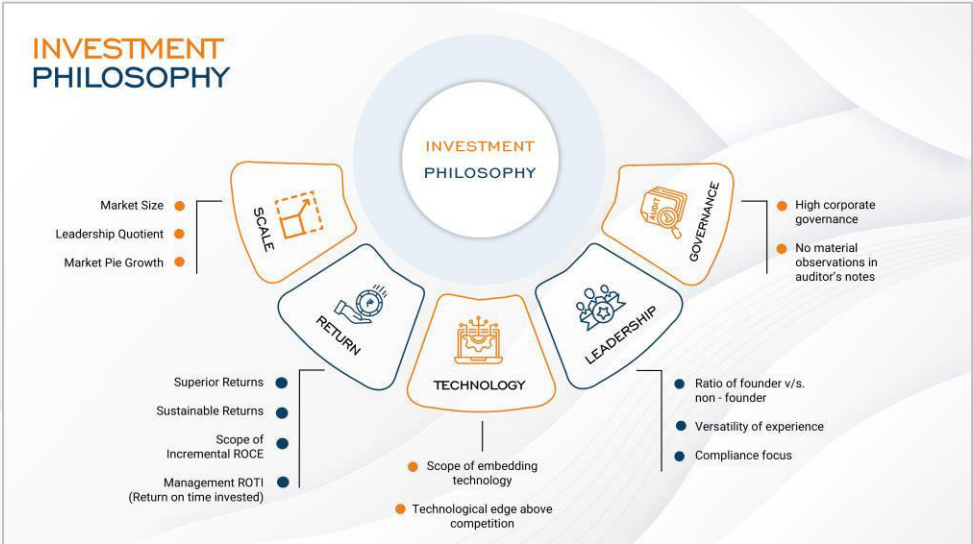 INVESTMENT
PHILOSOPHY
INVESTMENT
PHILOSOPHY
SCALE
Market Size
Leadership Quotient
Market Pie Growth
RETURN
Superior Returns
Sustainable Returns
Scope of
Incremental ROCE
Management ROTI
(Return on time invested)
TECHNOLOGY
Scope of embedding
technology
Technological edge above
competition
LEADERSHIP
Ratio of founder v/s.
non - founder
Versatility of experience
Compliance focus
AUDIT
GOVERNANCE
High corporate
governance
No material
observations in
auditor's notes